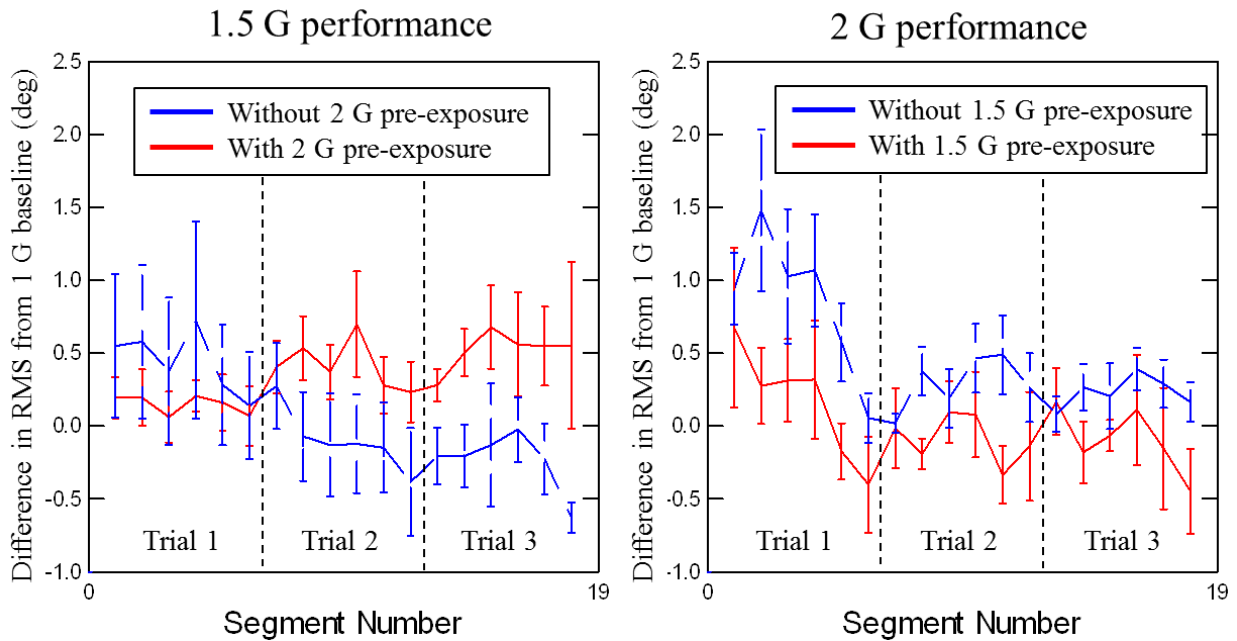 1.5 G performance
Difference in RMS from 1 G baseline (deg)
2.5
2.0
1.5
1.0
0.5
0.0
-0.5
-1.0
Without 2 G pre-exposure
With 2 G pre-exposure
Trial 1
Trial 2
Trial 3
0
19
Segment Number
2 G performance
Difference in RMS from 1 G baseline (deg)
2.5
2.0
1.5
1.0
0.5
0.0
-0.5
-1.0
Without 1.5 G pre-exposure
With 1.5 G pre-exposure
Trial 1
Trial 2
Trial 3
0
19
Segment Number